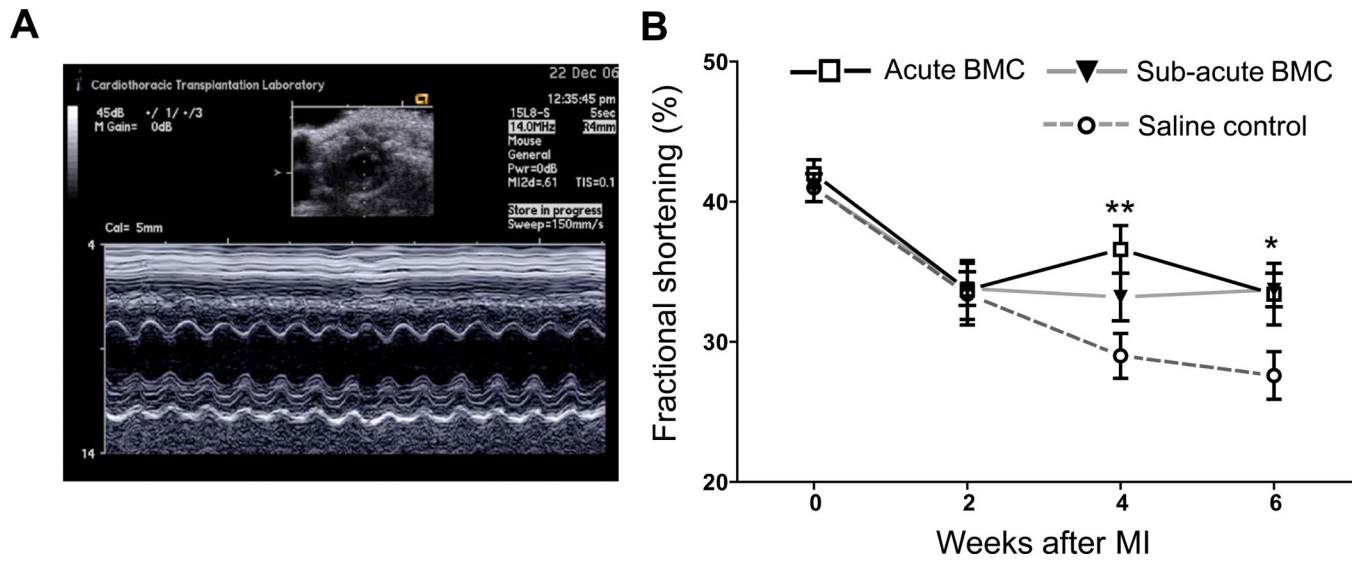 A
Cardiothoracic Transplantation Laboratory
22 Dec 06
12:35:45 pm
45dB •/ 1/ •/3
M Gain= 0dB
15L8-S 5sec
14.0MHz R4mm
Mouse
General
Pwr=0dB
MI2d=.61 TIS=0.1
Store in progress
Sweep=150mm/s
Cal= 5mm
4
14
B
Acute BMC
Sub-acute BMC
Saline control
Fractional shortening (%)
50
40
30
20
**
*
0 2 4 6
Weeks after MI